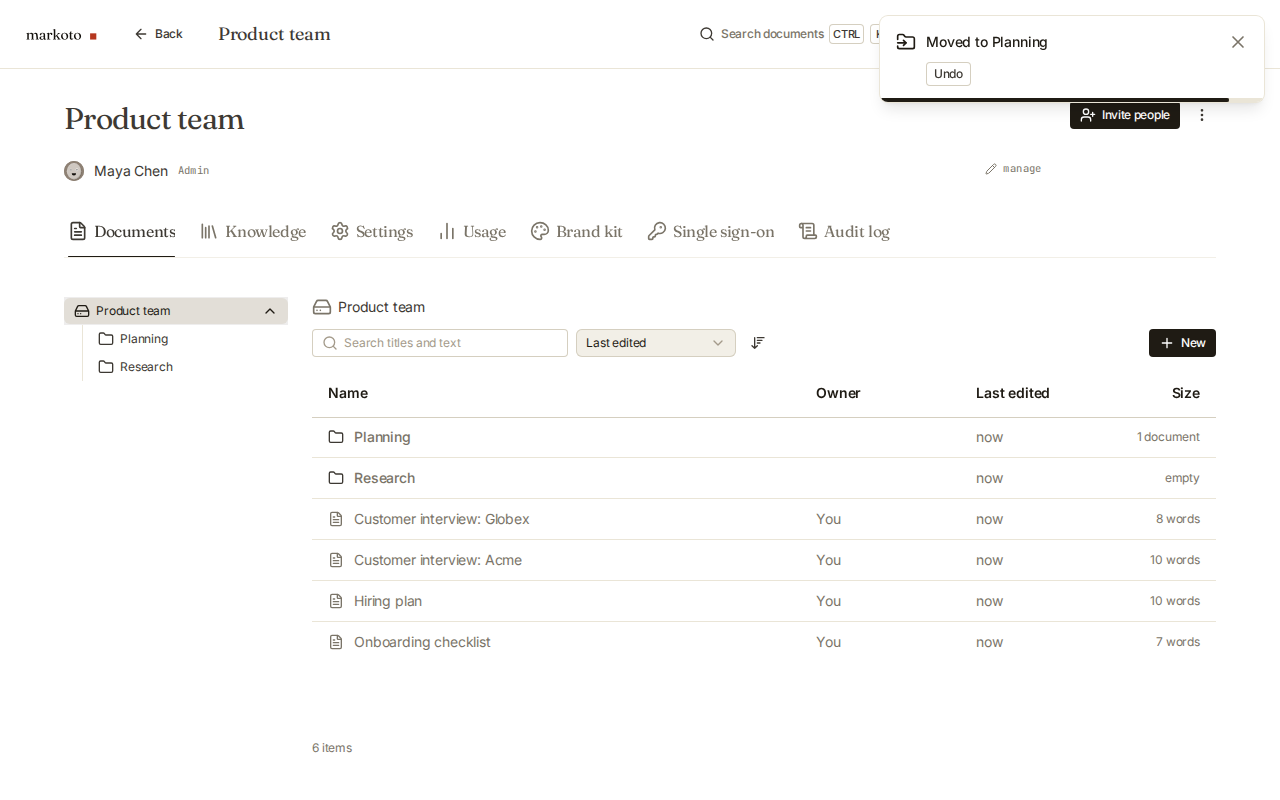 markoto
Back
Product team
Search documents CTRL
Moved to Planning
Undo
Product team
Invite people
Maya Chen Admin
manage
Documents Knowledge Settings Usage Brand kit Single sign-on Audit log
Product team
Planning
Research
Product team
Search titles and text
Last edited
New
Name Owner Last edited Size
Planning now 1 document
Research now empty
Customer interview: Globex You now 8 words
Customer interview: Acme You now 10 words
Hiring plan You now 10 words
Onboarding checklist You now 7 words
6 items